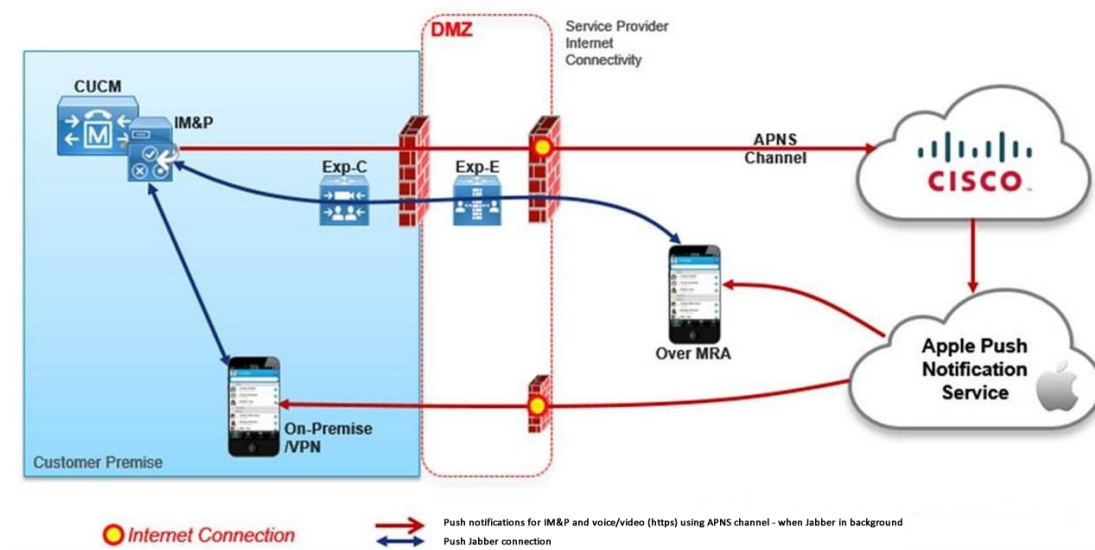 DMZ
Service Provider
Internet
Connectivity
CUCM
IM&P
M
APNS
Channel
CISCO
Exp-C
Exp-E
Over MRA
Apple Push
Notification
Service
On-Premise
/VPN
Customer Premise
Internet Connection
Push notifications for IM&P and voice/video (https) using APNS channel - when Jabber in background
Push Jabber connection